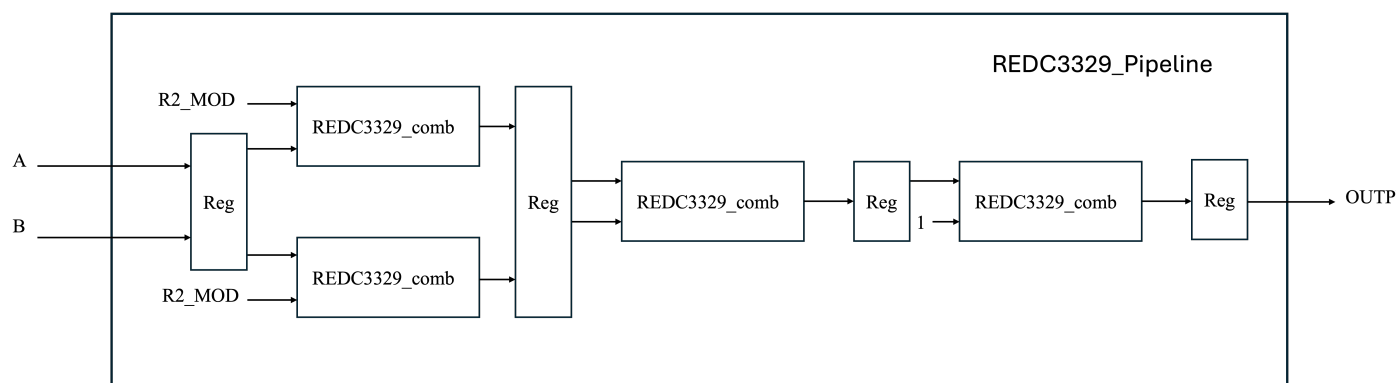 REDC3329_Pipeline
R2_MOD
REDC3329_comb
A
Reg
B
R2_MOD
REDC3329_comb
Reg
REDC3329_comb
Reg
1
REDC3329_comb
Reg
OUTP